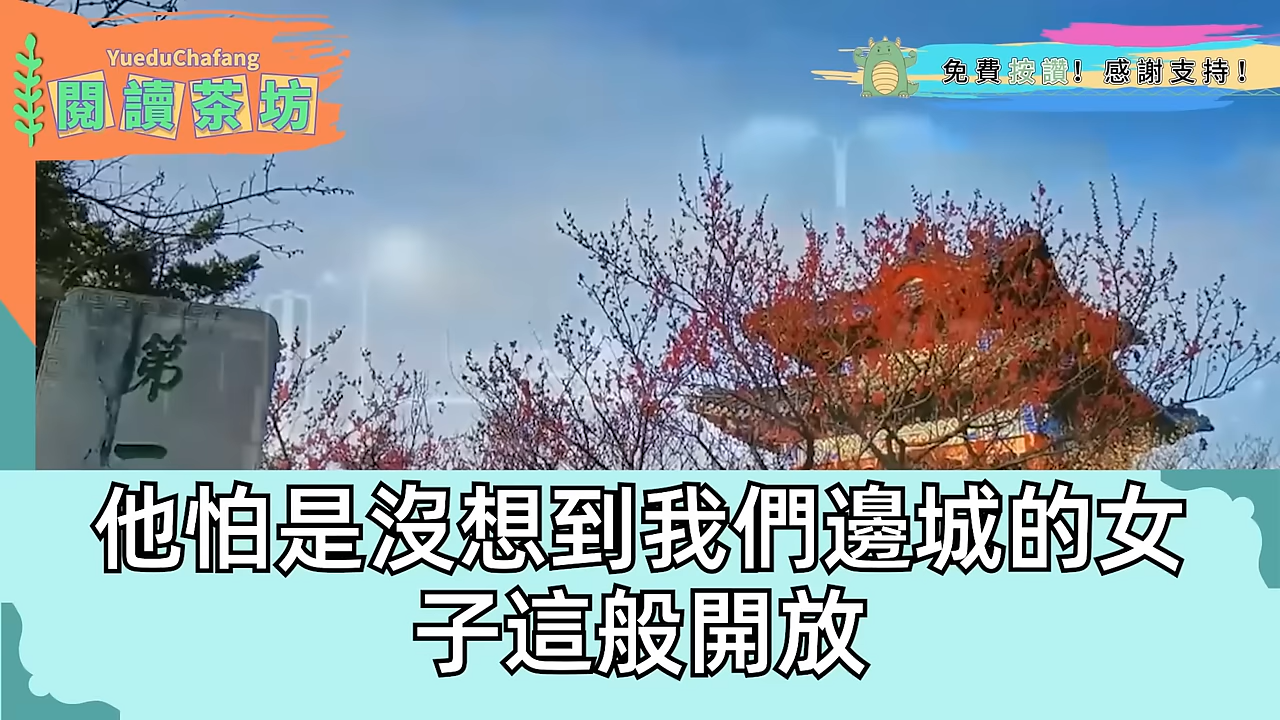 YueduChafang
閱讀茶坊
免費按讚！感謝支持！
第
一
他怕是沒想到我們邊城的女
子這般開放